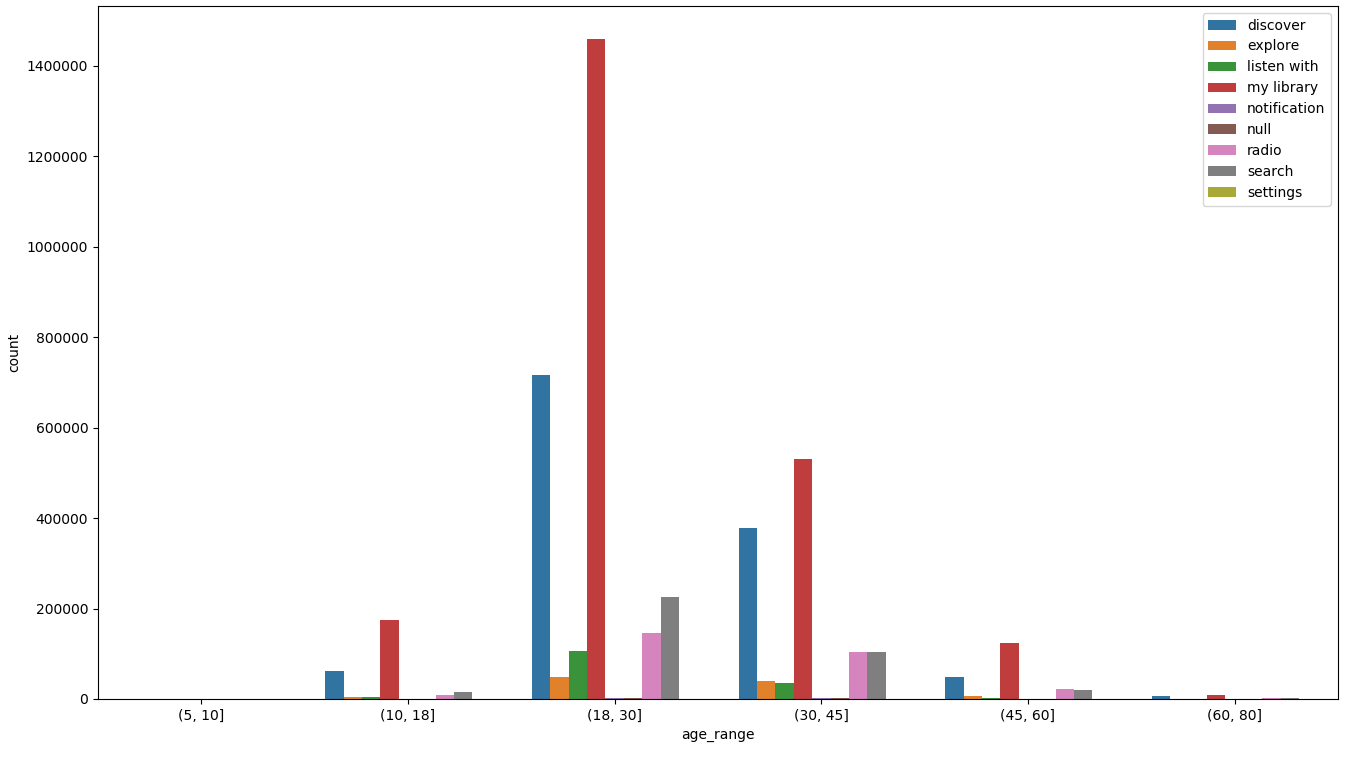 discover
explore
listen with
my library
notification
null
radio
search
settings
count
1400000
1200000
1000000
800000
600000
400000
200000
0
(5, 10] (10, 18] (18, 30] (30, 45] (45, 60] (60, 80]
age_range